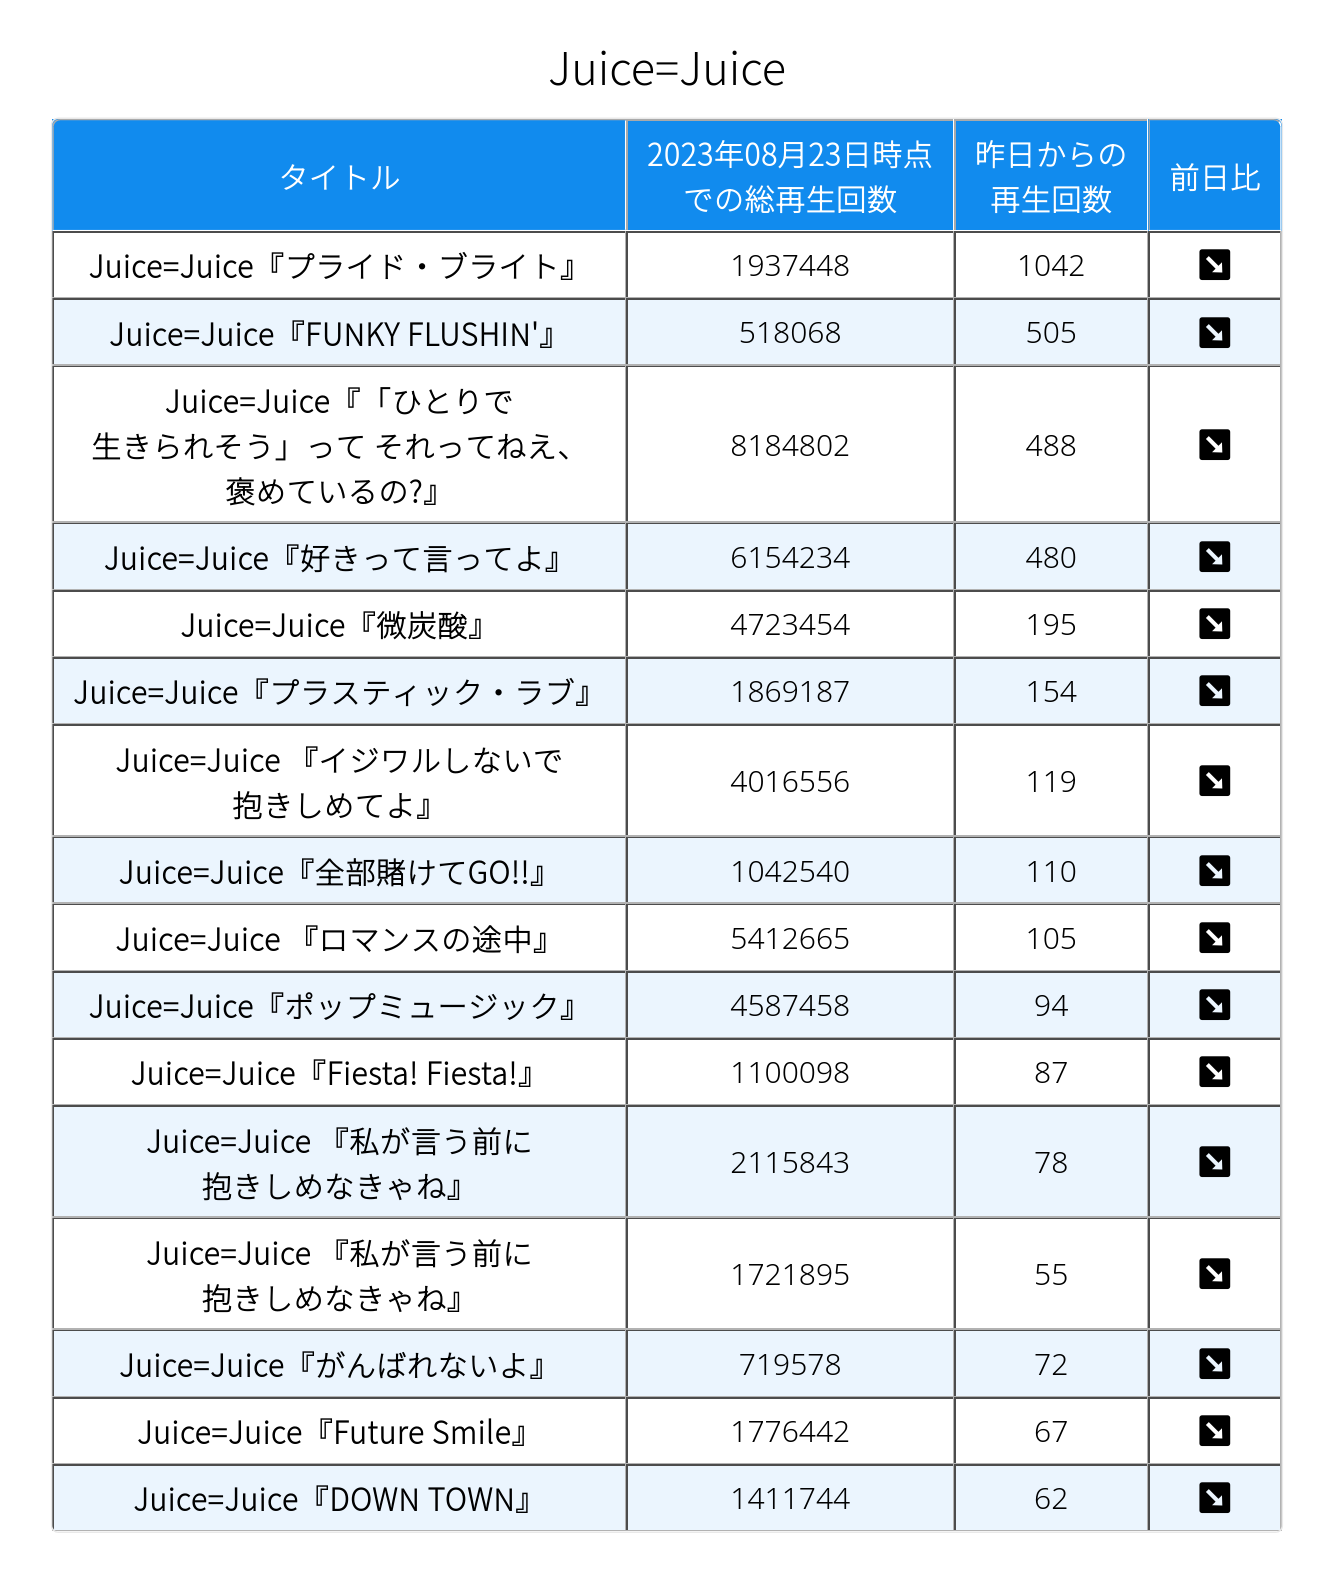 Juice=Juice
タイトル
2023年08月23日時点
での総再生回数
昨日からの
再生回数
前日比
Juice=Juice『プライド・ブライト』
1937448
1042
Juice=Juice『FUNKY FLUSHIN'』
518068
505
Juice=Juice『「ひとりで
生きられそう」って それってねえ、
褒めているの?』
8184802
488
Juice=Juice『好きって言ってよ』
6154234
480
Juice=Juice『微炭酸』
4723454
195
Juice=Juice『プラスティック・ラブ』
1869187
154
Juice=Juice 『イジワルしないで
抱きしめてよ』
4016556
119
Juice=Juice『全部賭けてGO!!』
1042540
110
Juice=Juice 『ロマンスの途中』
5412665
105
Juice=Juice『ポップミュージック』
4587458
94
Juice=Juice『Fiesta! Fiesta!』
1100098
87
Juice=Juice 『私が言う前に
抱きしめなきゃね』
2115843
78
Juice=Juice 『私が言う前に
抱きしめなきゃね』
1721895
55
Juice=Juice『がんばれないよ』
719578
72
Juice=Juice『Future Smile』
1776442
67
Juice=Juice『DOWN TOWN』
1411744
62